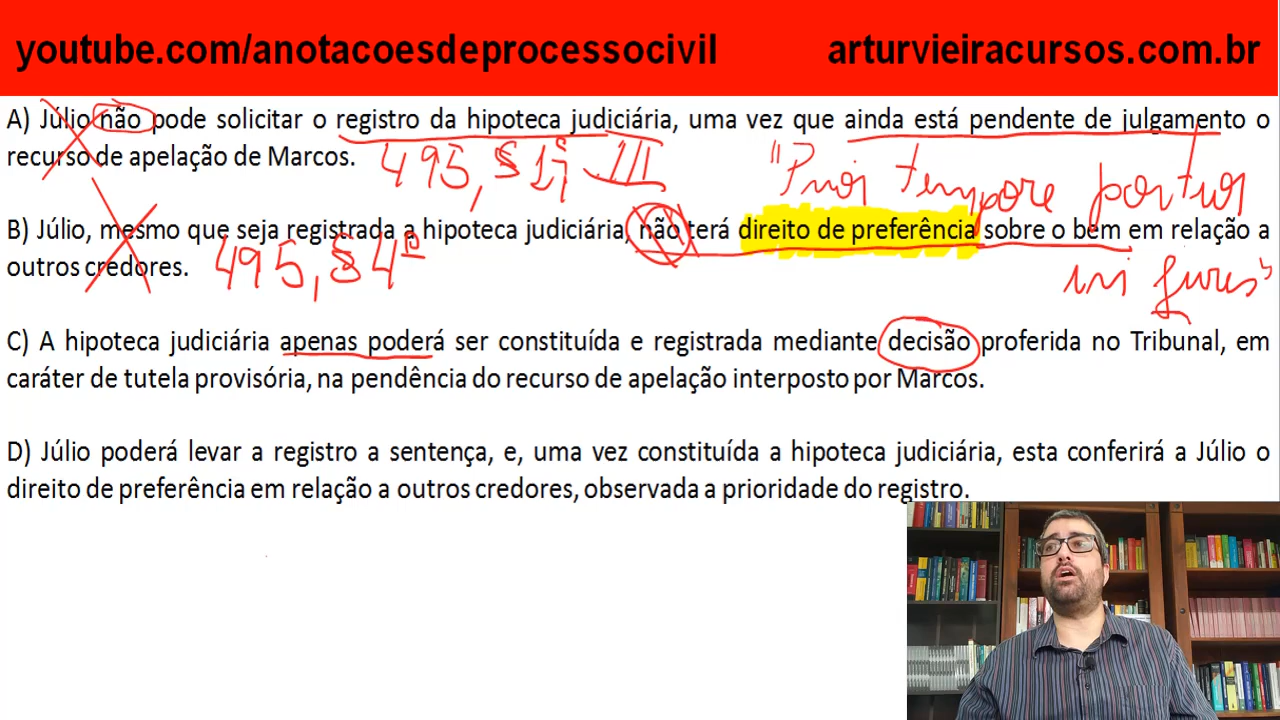 youtube.com/anotacoesdeprocessocivil arturvieiracursos.com.br
A) Júlio não pode solicitar o registro da hipoteca judiciária, uma vez que ainda está pendente de julgamento o
recurso de apelação de Marcos. 495, § 1º, III "Prior tempore
B) Júlio, mesmo que seja registrada a hipoteca judiciária, não terá direito de preferência sobre o bem em relação a
outros credores. 495, § 4º
C) A hipoteca judiciária apenas poderá ser constituída e registrada mediante decisão proferida no Tribunal, em
caráter de tutela provisória, na pendência do recurso de apelação interposto por Marcos.
D) Júlio poderá levar a registro a sentença, e, uma vez constituída a hipoteca judiciária, esta conferirá a Júlio o
direito de preferência em relação a outros credores, observada a prioridade do registro.